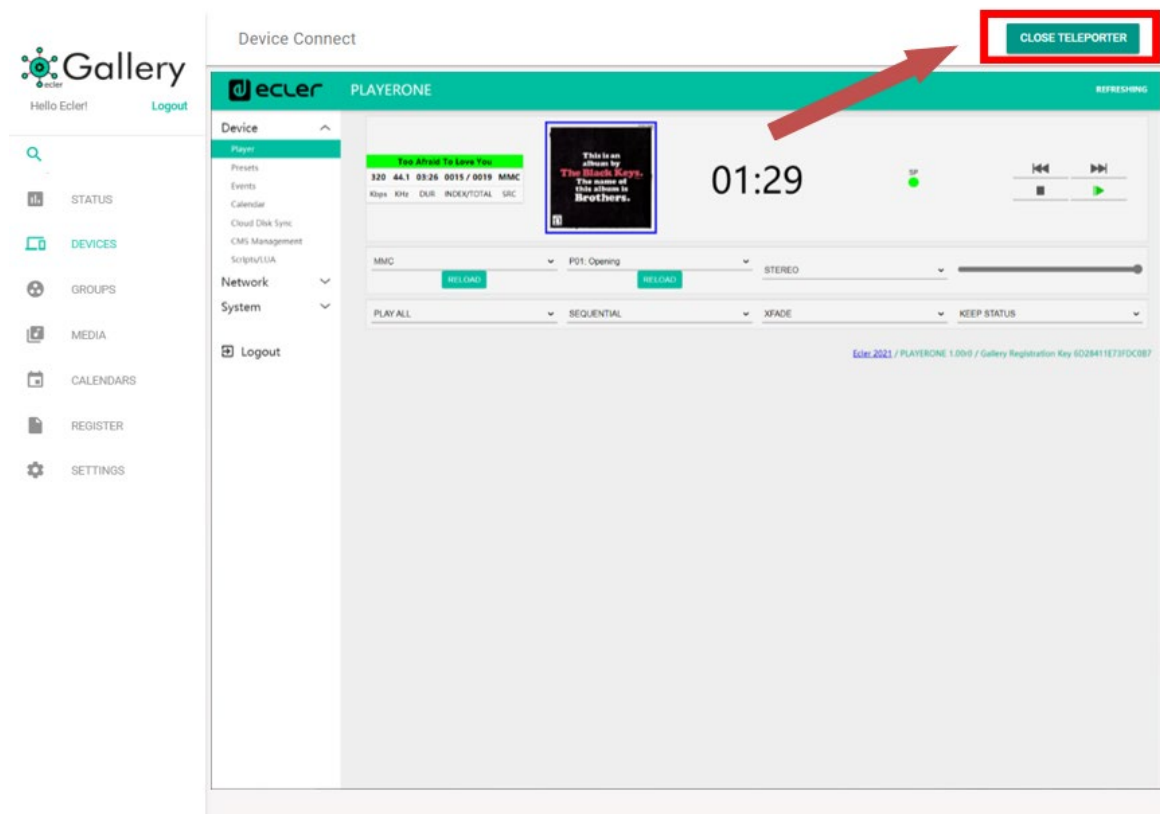 Device Connect
CLOSE TELEPORTER
Gallery
ecler
Hello Ecler! Logout
STATUS
DEVICES
GROUPS
MEDIA
CALENDARS
REGISTER
SETTINGS
ecler PLAYERONE REFRESHING
Device
Player
Presets
Events
Calendar
Cloud Disk Sync
CMS Management
Scripts/LUA
Network
System
Logout
Too Afraid To Love You
320 44.1 03:26 0015 / 0019 MMC
Kbps KHz DUR INDEX/TOTAL SRC
This is an
album by
The Black Keys.
The name of
this album is
Brothers.
01:29
SP
MMC P01: Opening STEREO
RELOAD RELOAD
PLAY ALL SEQUENTIAL XFADE KEEP STATUS
Ecler 2021 / PLAYERONE 1.00r0 / Gallery Registration Key 6D28411E73FDC0B7